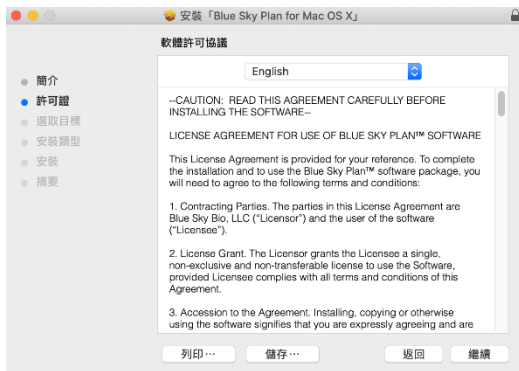 安裝「Blue Sky Plan for Mac OS X」
軟體許可協議
簡介
許可證
選取目標
安裝類型
安裝
摘要
English
--CAUTION: READ THIS AGREEMENT CAREFULLY BEFORE
INSTALLING THE SOFTWARE--
LICENSE AGREEMENT FOR USE OF BLUE SKY PLAN™ SOFTWARE
This License Agreement is provided for your reference. To complete
the installation and to use the Blue Sky Plan™ software package, you
will need to agree to the following terms and conditions:
1. Contracting Parties. The parties in this License Agreement are
Blue Sky Bio, LLC (“Licensor”) and the user of the software
(“Licensee”).
2. License Grant. The Licensor grants the Licensee a single,
non-exclusive and non-transferable license to use the Software,
provided Licensee complies with all terms and conditions of this
Agreement.
3. Accession to the Agreement. Installing, copying or otherwise
using the software signifies that you are expressly agreeing and are
列印⋯
儲存⋯
返回
繼續